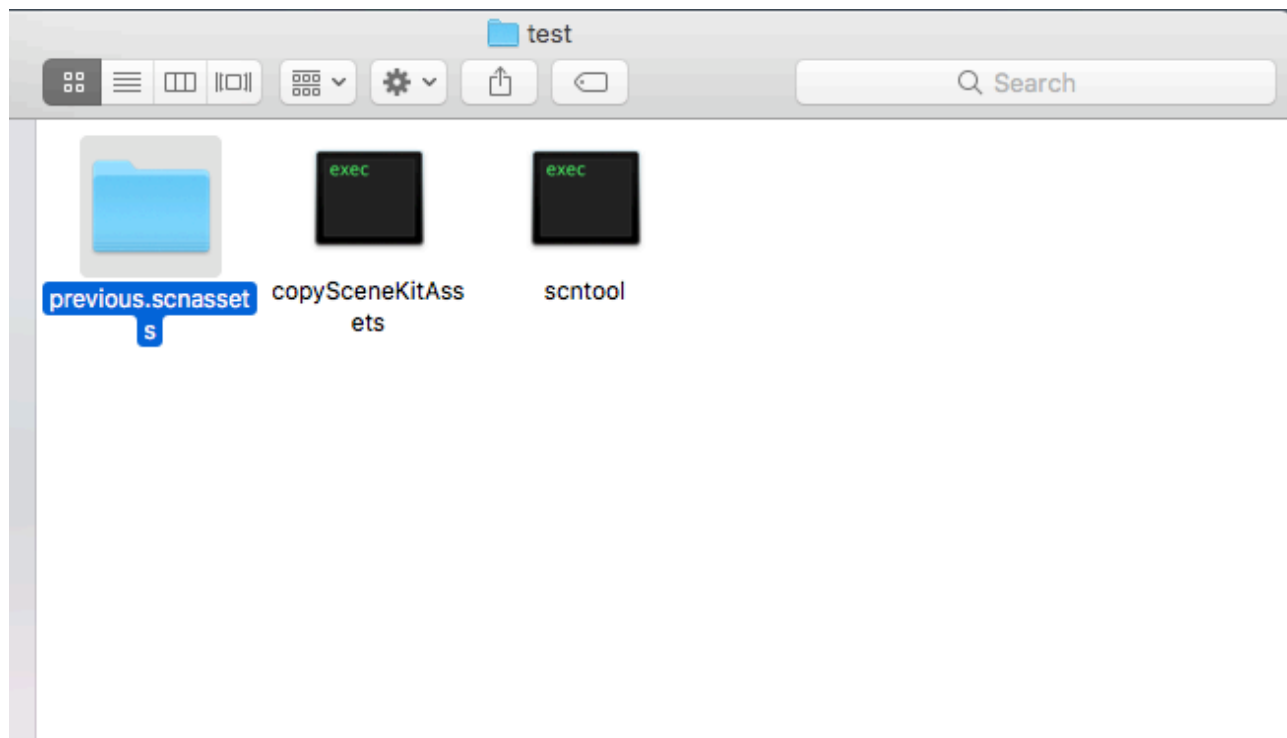 test
Search
exec
exec
previous.scnasset
s
copySceneKitAss
ets
scntool